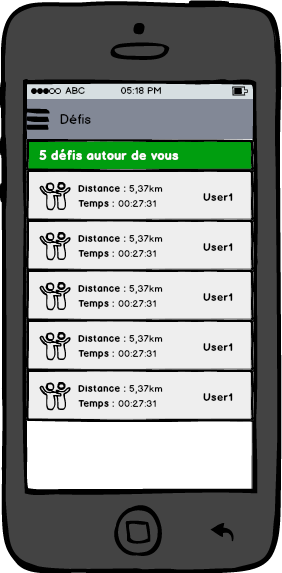 ABC 05:18 PM
Défis
5 défis autour de vous
Distance : 5,37km
Temps : 00:27:31
User1
Distance : 5,37km
Temps : 00:27:31
User1
Distance : 5,37km
Temps : 00:27:31
User1
Distance : 5,37km
Temps : 00:27:31
User1
Distance : 5,37km
Temps : 00:27:31
User1